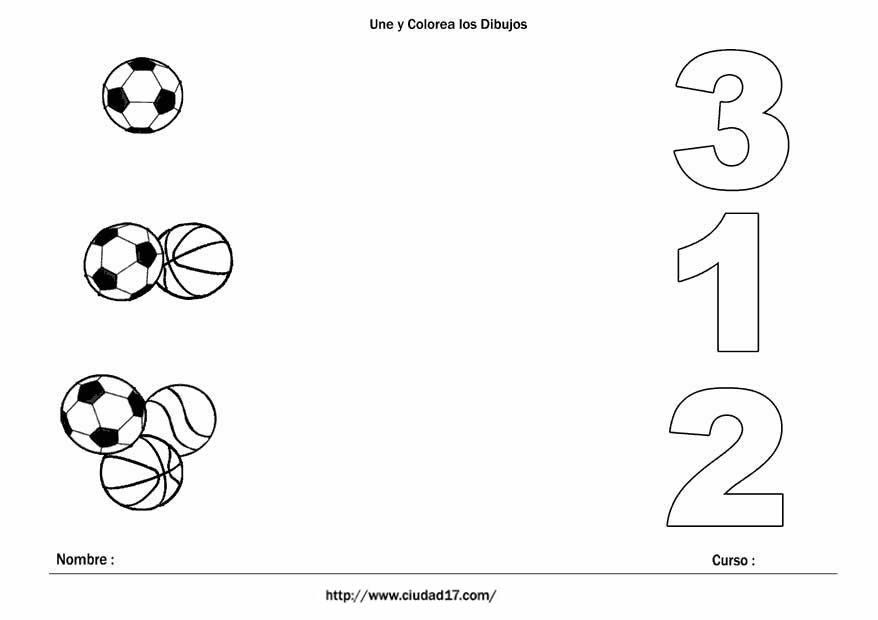 Une y Colorea los Dibujos
3
1
2
Nombre :
Curso :
http://www.ciudad17.com/